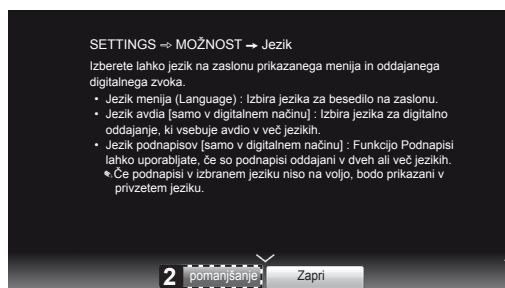 SETTINGS ⇨ MOŽNOST ➙ Jezik
Izberete lahko jezik na zaslonu prikazanega menija in oddajanega
digitalnega zvoka.
• Jezik menija (Language) : Izbira jezika za besedilo na zaslonu.
• Jezik avdia [samo v digitalnem načinu] : Izbira jezika za digitalno
oddajanje, ki vsebuje avdio v več jezikih.
• Jezik podnapisov [samo v digitalnem načinu] : Funkcijo Podnapisi
lahko uporabljate, če so podnapisi oddajani v dveh ali več jezikih.
✎Če podnapisi v izbranem jeziku niso na voljo, bodo prikazani v
privzetem jeziku.
2 pomanjšanje Zapri